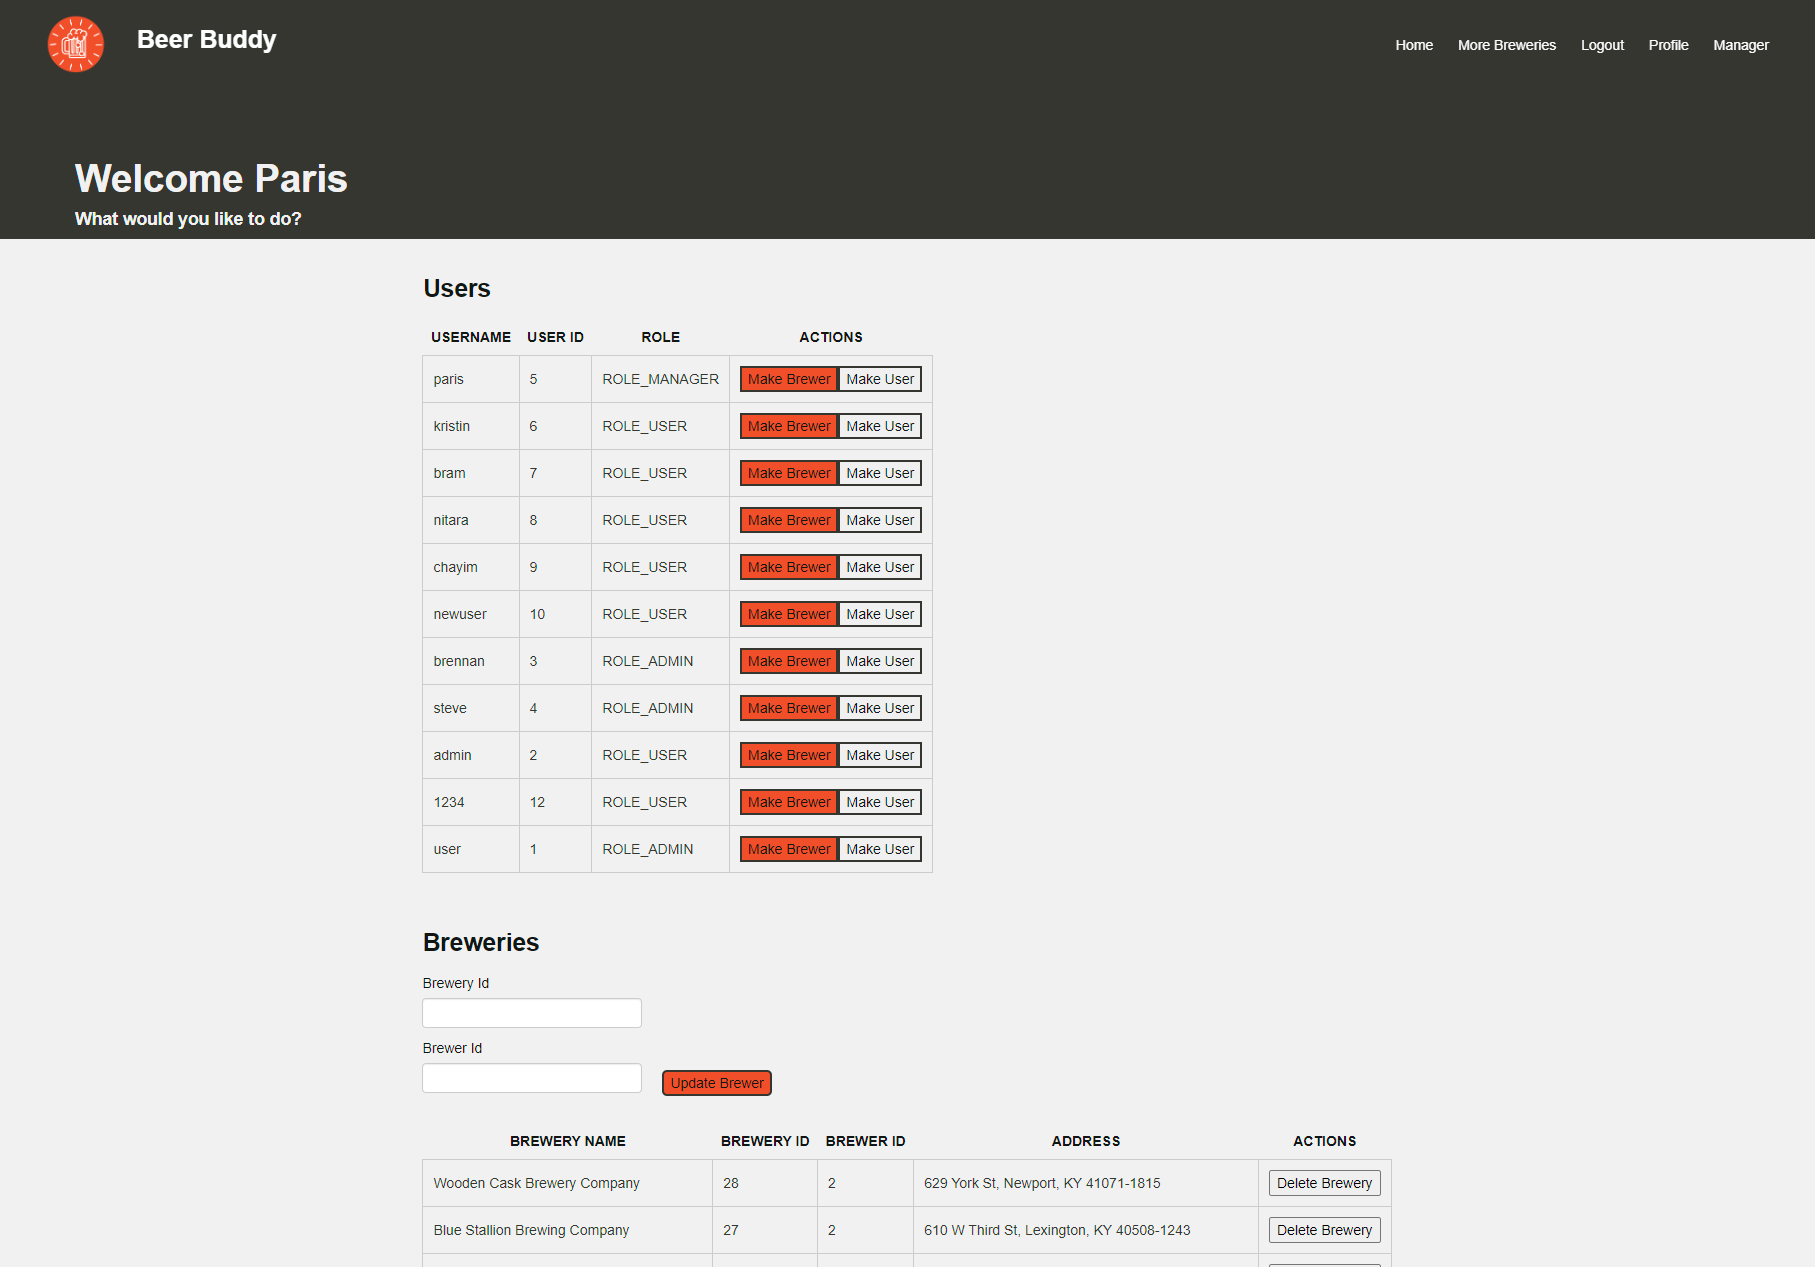 Beer Buddy
Home More Breweries Logout Profile Manager
Welcome Paris
What would you like to do?
Users
USERNAME USER ID ROLE ACTIONS
paris 5 ROLE_MANAGER Make Brewer Make User
kristin 6 ROLE_USER Make Brewer Make User
bram 7 ROLE_USER Make Brewer Make User
nitara 8 ROLE_USER Make Brewer Make User
chayim 9 ROLE_USER Make Brewer Make User
newuser 10 ROLE_USER Make Brewer Make User
brennan 3 ROLE_ADMIN Make Brewer Make User
steve 4 ROLE_ADMIN Make Brewer Make User
admin 2 ROLE_USER Make Brewer Make User
1234 12 ROLE_USER Make Brewer Make User
user 1 ROLE_ADMIN Make Brewer Make User
Breweries
Brewery Id
Brewer Id
Update Brewer
BREWERY NAME BREWERY ID BREWER ID ADDRESS ACTIONS
Wooden Cask Brewery Company 28 2 629 York St, Newport, KY 41071-1815 Delete Brewery
Blue Stallion Brewing Company 27 2 610 W Third St, Lexington, KY 40508-1243 Delete Brewery